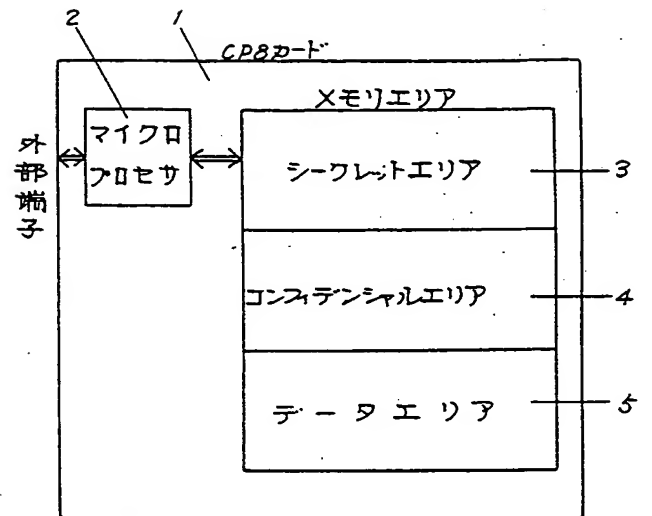 2
1
CP8カード
メモリエリア
外部端子
マイクロ
プロセサ
シークレットエリア
3
コンフィデンシャルエリア
4
データエリア
5